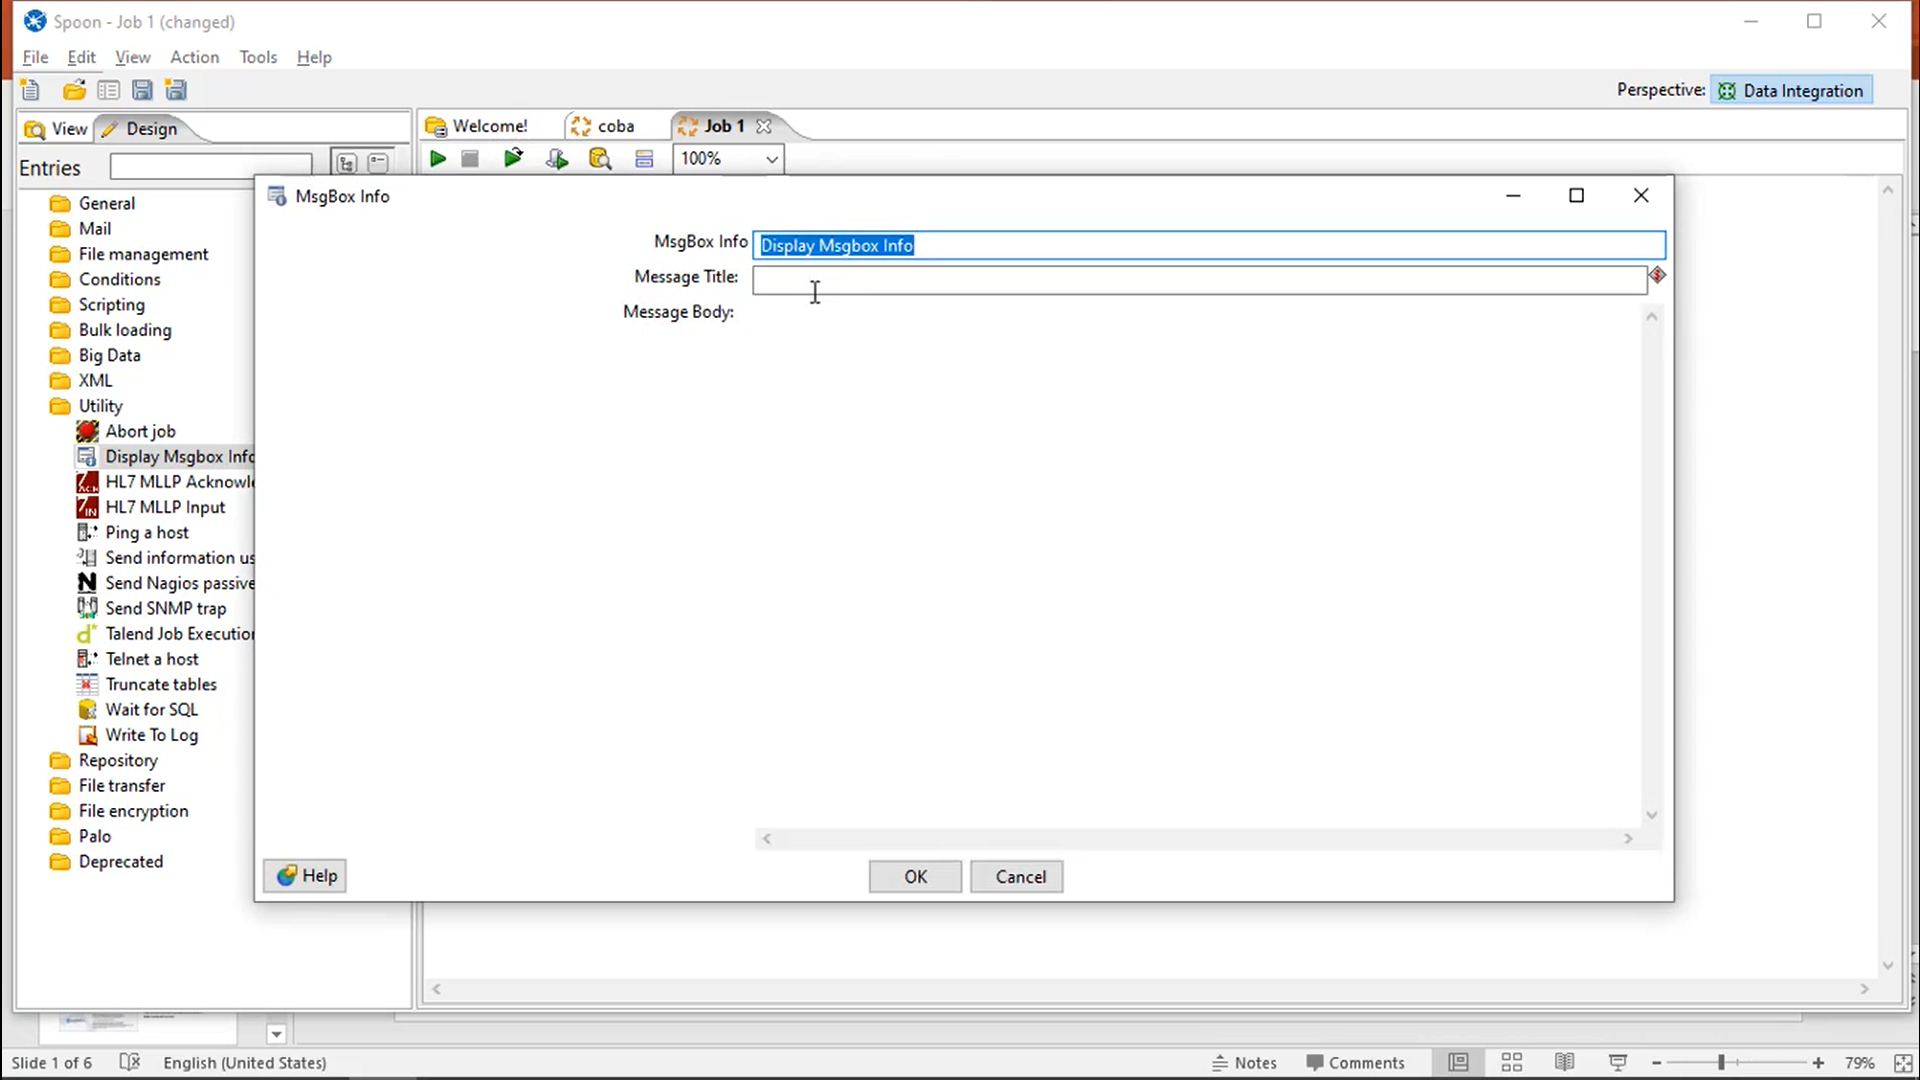 Spoon - Job 1 (changed)
File Edit View Action Tools Help
Perspective: Data Integration
View Design
Welcome! coba Job 1
Entries
100%
MsgBox Info
MsgBox Info Display Msgbox Info
Message Title:
Message Body:
General
Mail
File management
Conditions
Scripting
Bulk loading
Big Data
XML
Utility
Abort job
Display Msgbox Info
HL7 MLLP Acknowle
HL7 MLLP Input
Ping a host
Send information us
Send Nagios passive
Send SNMP trap
Talend Job Execution
Telnet a host
Truncate tables
Wait for SQL
Write To Log
Repository
File transfer
File encryption
Palo
Deprecated
Help OK Cancel
Slide 1 of 6 English (United States) Notes Comments 79%